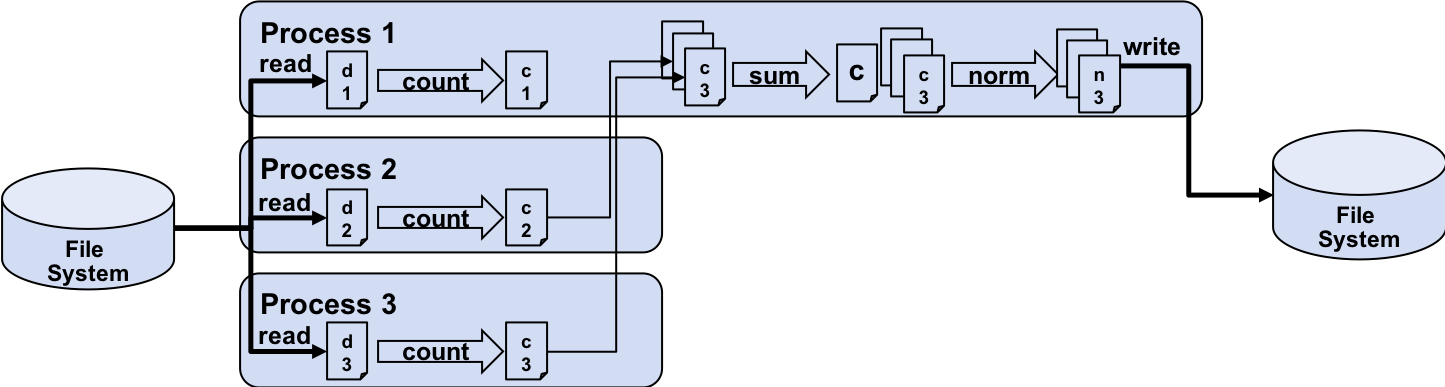 Process 1
read
d
1
count
c
1
c
3
sum
c
c
3
norm
n
3
write
Process 2
read
d
2
count
c
2
Process 3
read
d
3
count
c
3
File
System
File
System